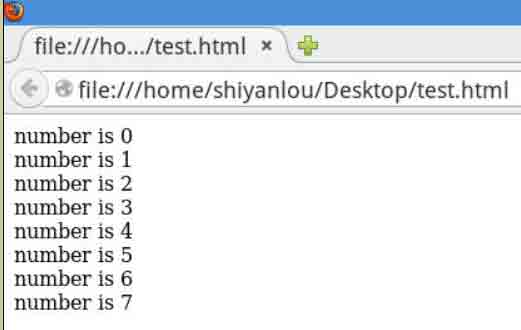 file:///ho.../test.html
file:///home/shiyanlou/Desktop/test.html
number is 0
number is 1
number is 2
number is 3
number is 4
number is 5
number is 6
number is 7